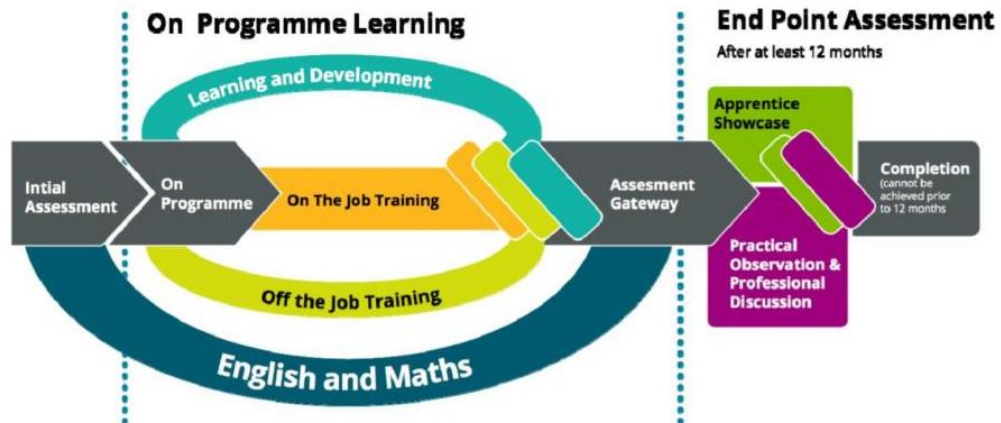 On Programme Learning
End Point Assessment
After at least 12 months
Learning and Development
Apprentice
Showcase
Intial
Assessment
On
Programme
On The Job Training
Assesment
Gateway
Completion
(cannot be
achieved prior
to 12 months
Practical
Observation &
Professional
Discussion
Off the Job Training
English and Maths